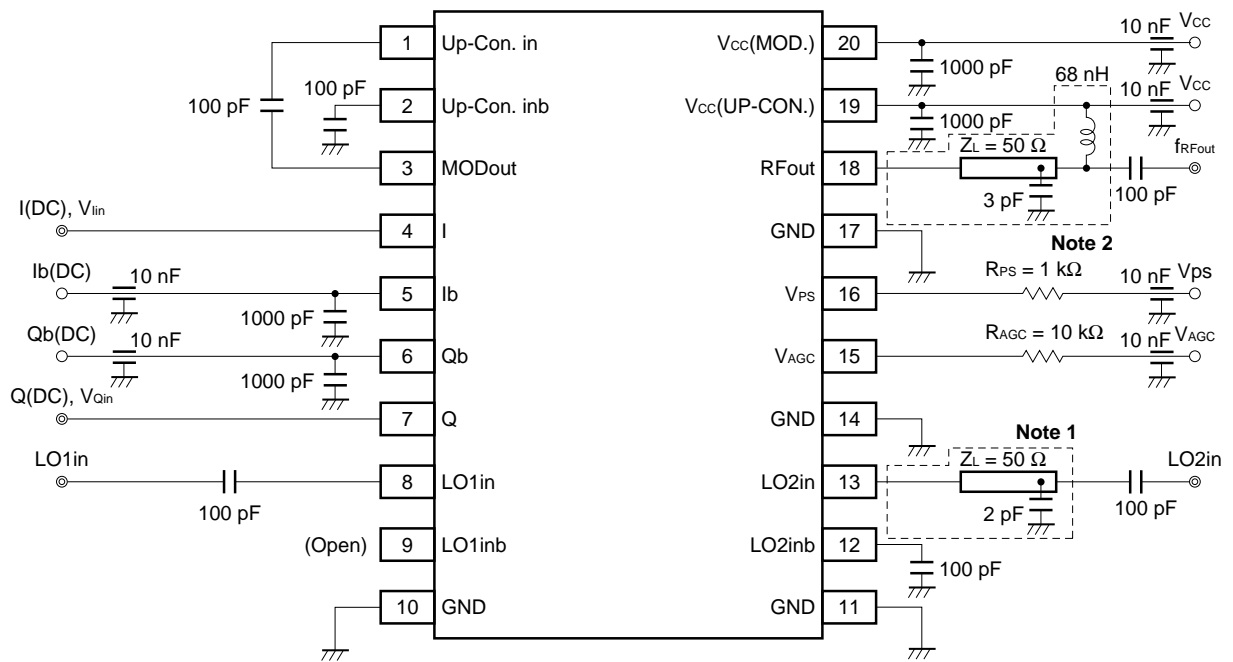 10 nF VCC
1 Up-Con. in VCC(MOD.) 20
1000 pF
100 pF 68 nH
10 nF VCC
100 pF 2 Up-Con. inb VCC(UP-CON.) 19
1000 pF
ZL = 50 Ω fRFout
3 MODout RFout 18
3 pF 100 pF
I(DC), VIin
4 I GND 17
Note 2
Ib(DC) 10 nF RPS = 1 kΩ 10 nF Vps
5 Ib VPS 16
1000 pF
Qb(DC) 10 nF RAGC = 10 kΩ 10 nF VAGC
6 Qb VAGC 15
1000 pF
Q(DC), VQin
7 Q GND 14
Note 1
LO1in ZL = 50 Ω LO2in
8 LO1in LO2in 13
100 pF 2 pF 100 pF
(Open) 9 LO1inb LO2inb 12
100 pF
10 GND GND 11